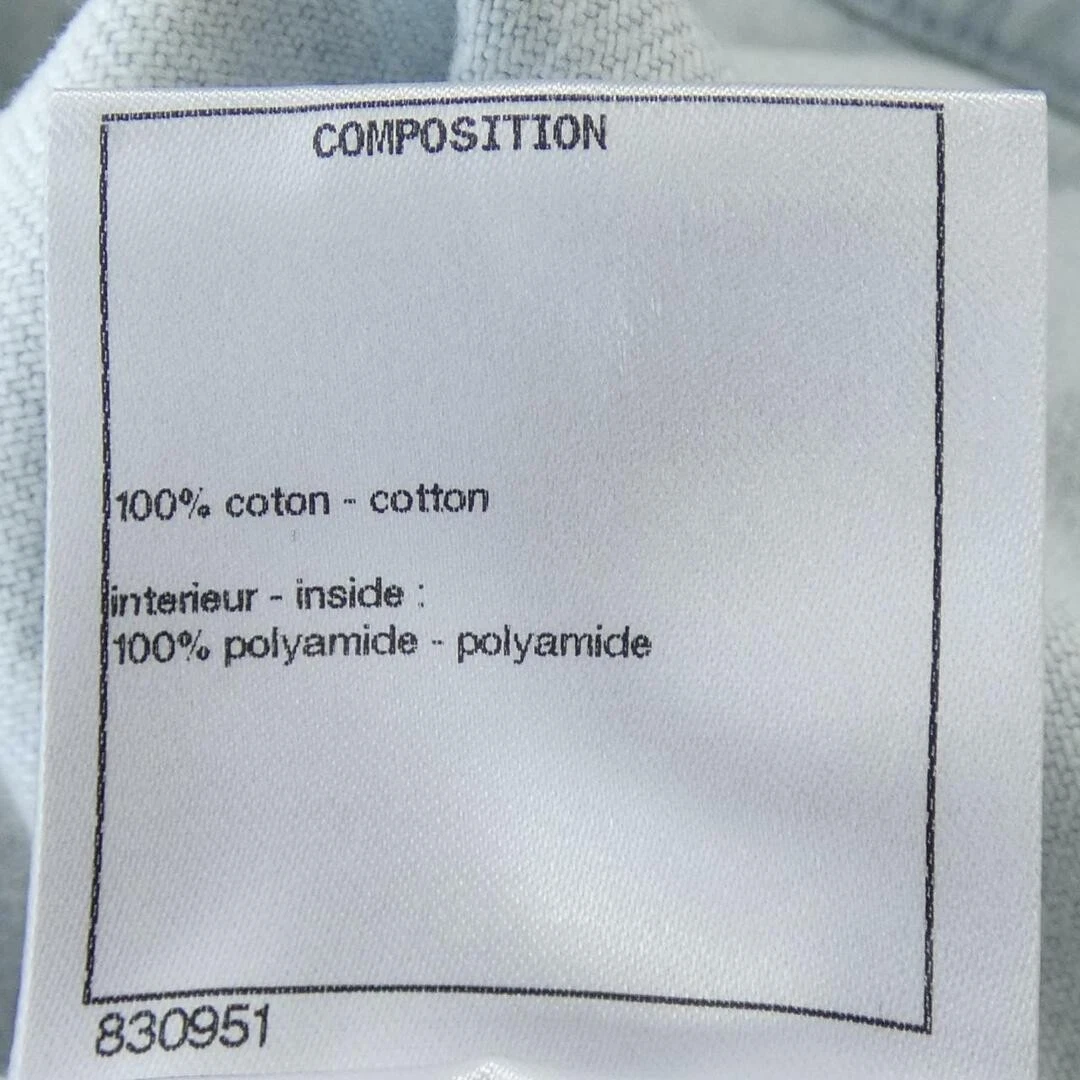 COMPOSITION
100% coton - cotton
interieur - inside :
100% polyamide - polyamide
830951